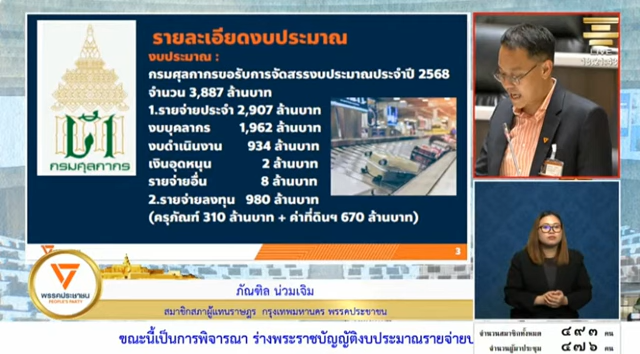 รายละเอียดงบประมาณ
งบประมาณ :
กรมศุลกากรขอรับการจัดสรรงบประมาณประจำปี 2568
จำนวน 3,887 ล้านบาท
1.รายจ่ายประจำ 2,907 ล้านบาท
งบบุคลากร 1,962 ล้านบาท
งบดำเนินงาน 934 ล้านบาท
เงินอุดหนุน 2 ล้านบาท
รายจ่ายอื่น 8 ล้านบาท
2.รายจ่ายลงทุน 980 ล้านบาท
(ครุภัณฑ์ 310 ล้านบาท + ค่าที่ดินฯ 670 ล้านบาท)
กรมศุลกากร
3
LIVE
พรรคประชาชน
PEOPLE'S PARTY
ภัณฑิล น่วมเจิม
สมาชิกสภาผู้แทนราษฎร กรุงเทพมหานคร พรรคประชาชน
ขณะนี้เป็นการพิจารณา ร่างพระราชบัญญัติงบประมาณรายจ่ายป
จำนวนสมาชิกทั้งหมด ๔๙๓ คน
จำนวนผู้มาประชุม ๔๗๖ คน